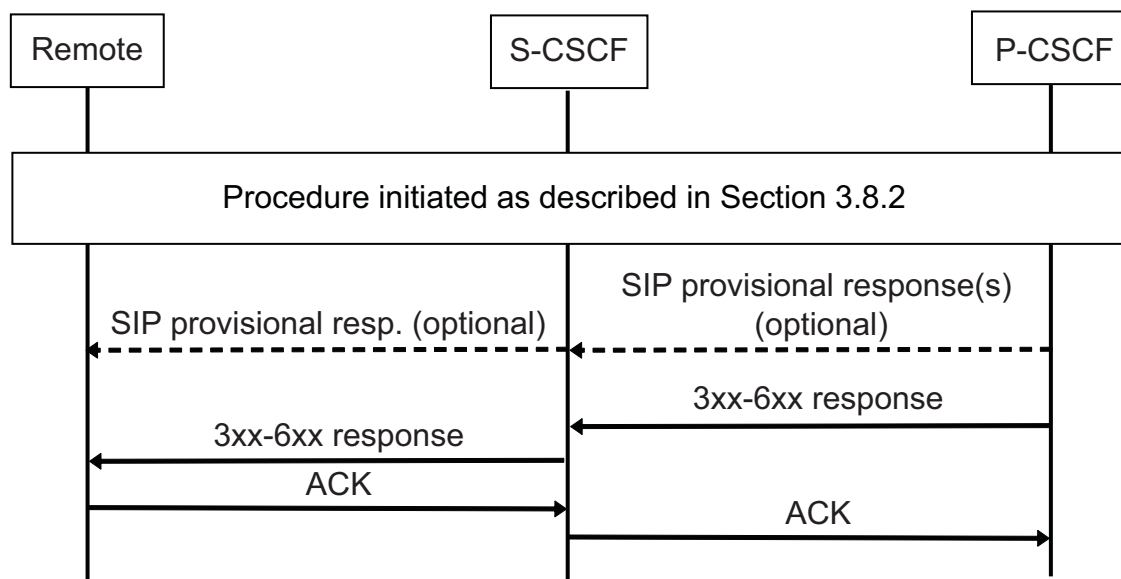 Remote
S-CSCF
P-CSCF
Procedure initiated as described in Section 3.8.2
SIP provisional response(s)
(optional)
SIP provisional resp. (optional)
3xx-6xx response
3xx-6xx response
ACK
ACK